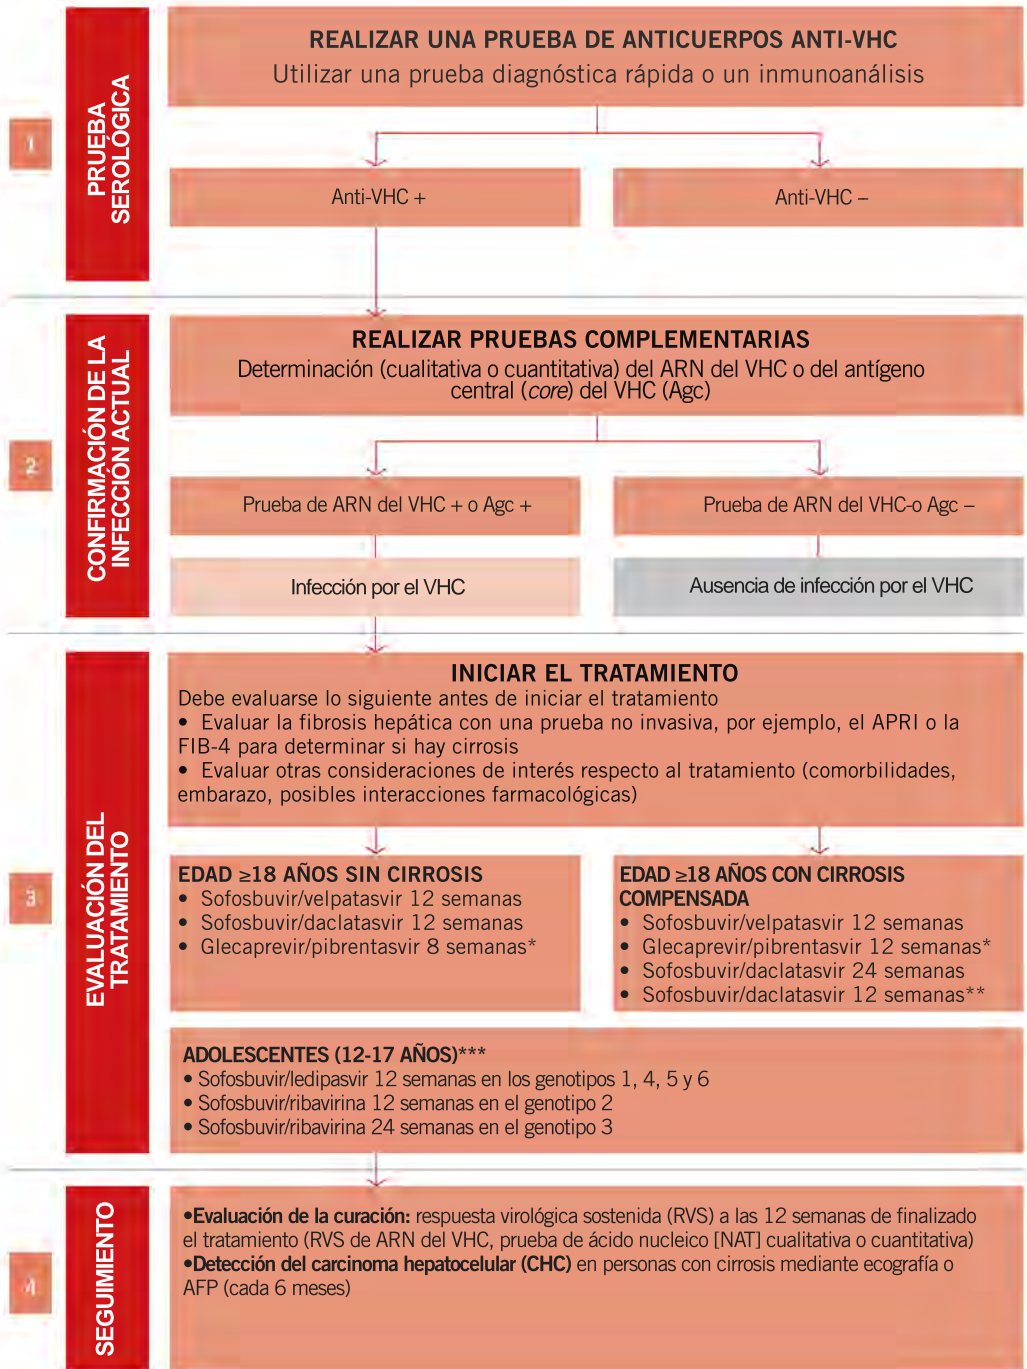 1
PRUEBA
SEROLÓGICA
REALIZAR UNA PRUEBA DE ANTICUERPOS ANTI-VHC
Utilizar una prueba diagnóstica rápida o un inmunoanálisis
Anti-VHC +
Anti-VHC –
2
CONFIRMACIÓN DE LA
INFECCIÓN ACTUAL
REALIZAR PRUEBAS COMPLEMENTARIAS
Determinación (cualitativa o cuantitativa) del ARN del VHC o del antígeno
central (core) del VHC (Agc)
Prueba de ARN del VHC + o Agc +
Prueba de ARN del VHC-o Agc –
Infección por el VHC
Ausencia de infección por el VHC
3
EVALUACIÓN DEL
TRATAMIENTO
INICIAR EL TRATAMIENTO
Debe evaluarse lo siguiente antes de iniciar el tratamiento
• Evaluar la fibrosis hepática con una prueba no invasiva, por ejemplo, el APRI o la
FIB-4 para determinar si hay cirrosis
• Evaluar otras consideraciones de interés respecto al tratamiento (comorbilidades,
embarazo, posibles interacciones farmacológicas)
EDAD ≥18 AÑOS SIN CIRROSIS
• Sofosbuvir/velpatasvir 12 semanas
• Sofosbuvir/daclatasvir 12 semanas
• Glecaprevir/pibrentasvir 8 semanas*
EDAD ≥18 AÑOS CON CIRROSIS
COMPENSADA
• Sofosbuvir/velpatasvir 12 semanas
• Glecaprevir/pibrentasvir 12 semanas*
• Sofosbuvir/daclatasvir 24 semanas
• Sofosbuvir/daclatasvir 12 semanas**
ADOLESCENTES (12-17 AÑOS)***
• Sofosbuvir/ledipasvir 12 semanas en los genotipos 1, 4, 5 y 6
• Sofosbuvir/ribavirina 12 semanas en el genotipo 2
• Sofosbuvir/ribavirina 24 semanas en el genotipo 3
4
SEGUIMIENTO
•Evaluación de la curación: respuesta virológica sostenida (RVS) a las 12 semanas de finalizado
el tratamiento (RVS de ARN del VHC, prueba de ácido nucleico [NAT] cualitativa o cuantitativa)
•Detección del carcinoma hepatocelular (CHC) en personas con cirrosis mediante ecografía o
AFP (cada 6 meses)